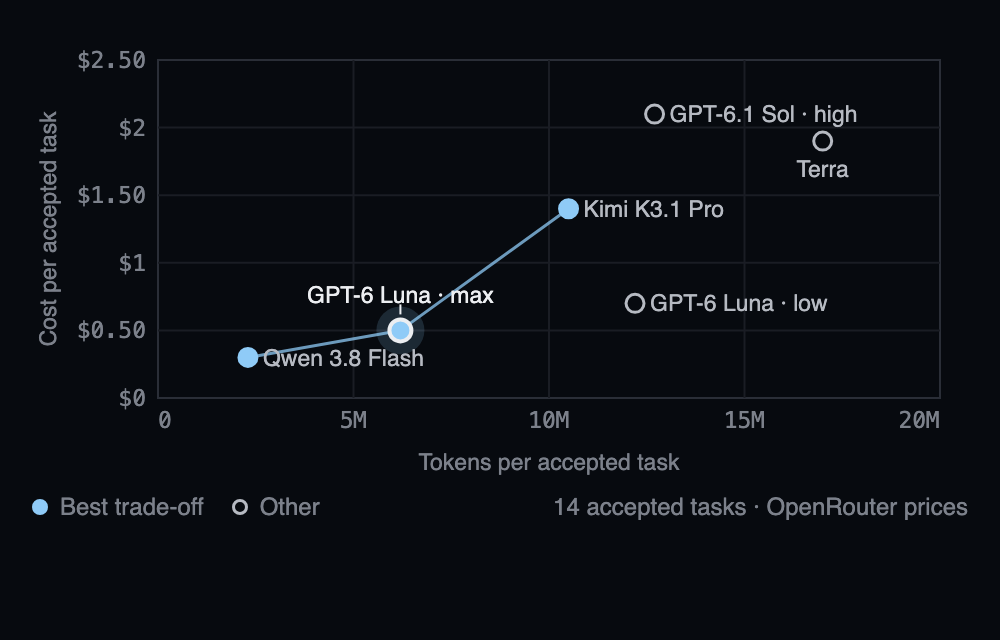 $2.50
GPT-6.1 Sol · high
$2
Terra
$1.50
Kimi K3.1 Pro
Cost per accepted task
$1
GPT-6 Luna · max
GPT-6 Luna · low
$0.50
Qwen 3.8 Flash
$0
0 5M 10M 15M 20M
Tokens per accepted task
Best trade-off Other 14 accepted tasks · OpenRouter prices